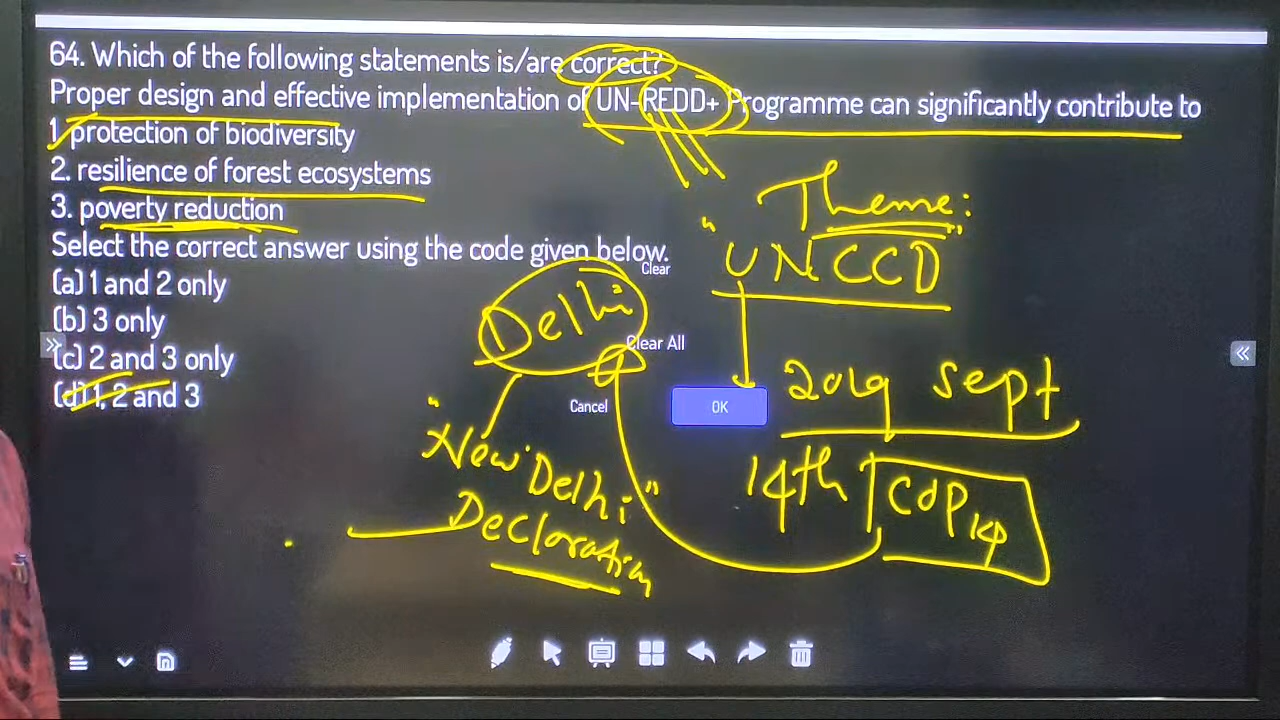 64. Which of the following statements is/are correct?
Proper design and effective implementation of UN-REDD+ Programme can significantly contribute to
1 protection of biodiversity
2. resilience of forest ecosystems
3. poverty reduction
Select the correct answer using the code given below.
(a) 1 and 2 only
(b) 3 only
(c) 2 and 3 only
(d) 1, 2 and 3
Theme:
"UNCCD
Clear
Delhi
Clear All
Cancel
OK
2019 sept
"New Delhi"
Declaration
14th COP14